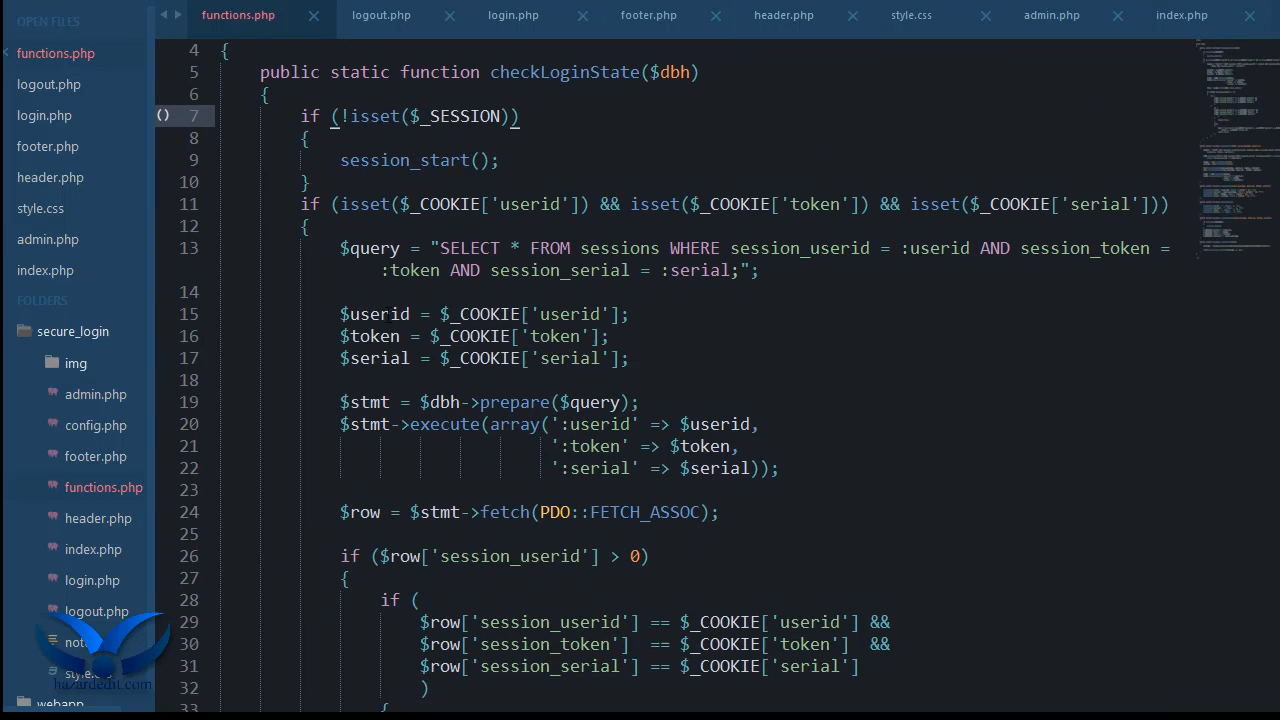 OPEN FILES
functions.php
logout.php
login.php
footer.php
header.php
style.css
admin.php
index.php
FOLDERS
secure_login
img
admin.php
config.php
footer.php
functions.php
header.php
index.php
login.php
logout.php
hazardedit.com
webapp
functions.php
logout.php
login.php
footer.php
header.php
style.css
admin.php
index.php
4 {
5 public static function checkLoginState($dbh)
6 {
() 7 if (!isset($_SESSION))
8 {
9 session_start();
10 }
11 if (isset($_COOKIE['userid']) && isset($_COOKIE['token']) && isset($_COOKIE['serial']))
12 {
13 $query = "SELECT * FROM sessions WHERE session_userid = :userid AND session_token =
:token AND session_serial = :serial;";
14
15 $userid = $_COOKIE['userid'];
16 $token = $_COOKIE['token'];
17 $serial = $_COOKIE['serial'];
18
19 $stmt = $dbh->prepare($query);
20 $stmt->execute(array(':userid' => $userid,
21 ':token' => $token,
22 ':serial' => $serial));
23
24 $row = $stmt->fetch(PDO::FETCH_ASSOC);
25
26 if ($row['session_userid'] > 0)
27 {
28 if (
29 $row['session_userid'] == $_COOKIE['userid'] &&
30 $row['session_token'] == $_COOKIE['token'] &&
31 $row['session_serial'] == $_COOKIE['serial']
32 )
33 {